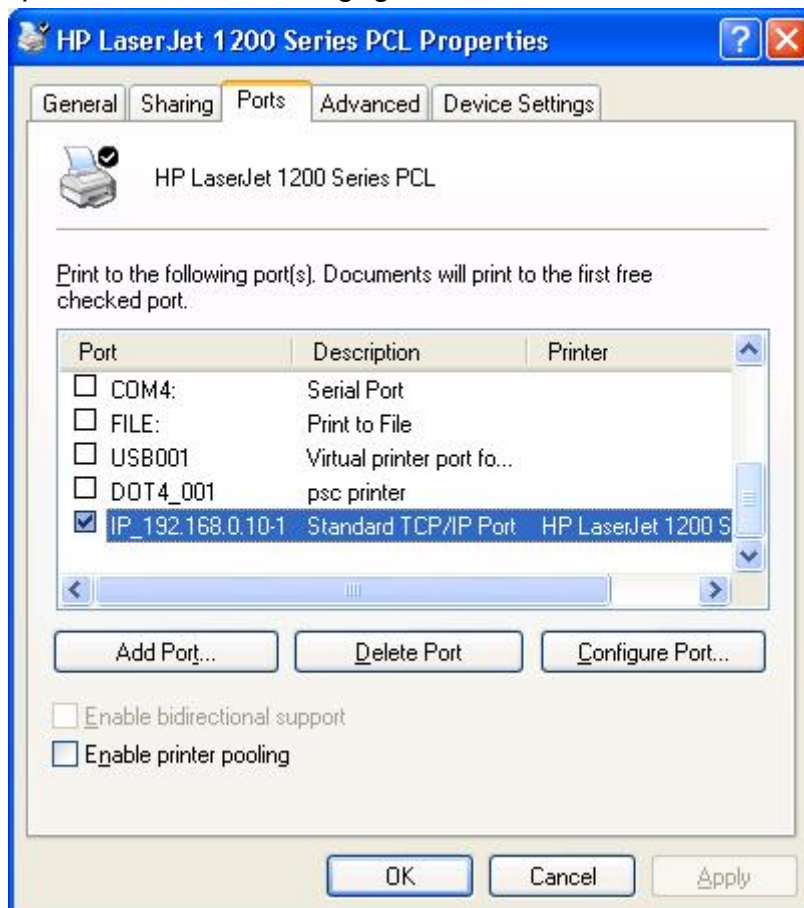 HP LaserJet 1200 Series PCL Properties
General Sharing Ports Advanced Device Settings
HP LaserJet 1200 Series PCL
Print to the following port(s). Documents will print to the first free
checked port.
Port Description Printer
COM4: Serial Port
FILE: Print to File
USB001 Virtual printer port fo...
DOT4_001 psc printer
IP_192.168.0.10-1 Standard TCP/IP Port HP LaserJet 1200 S
Add Port... Delete Port Configure Port...
Enable bidirectional support
Enable printer pooling
OK Cancel Apply